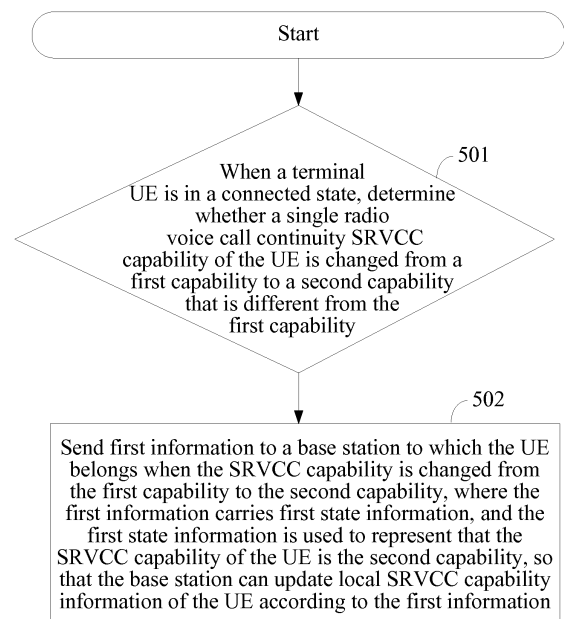 Start
501
When a terminal
UE is in a connected state, determine
whether a single radio
voice call continuity SRVCC
capability of the UE is changed from a
first capability to a second capability
that is different from the
first capability
502
Send first information to a base station to which the UE
belongs when the SRVCC capability is changed from
the first capability to the second capability, where the
first information carries first state information, and the
first state information is used to represent that the
SRVCC capability of the UE is the second capability, so
that the base station can update local SRVCC capability
information of the UE according to the first information